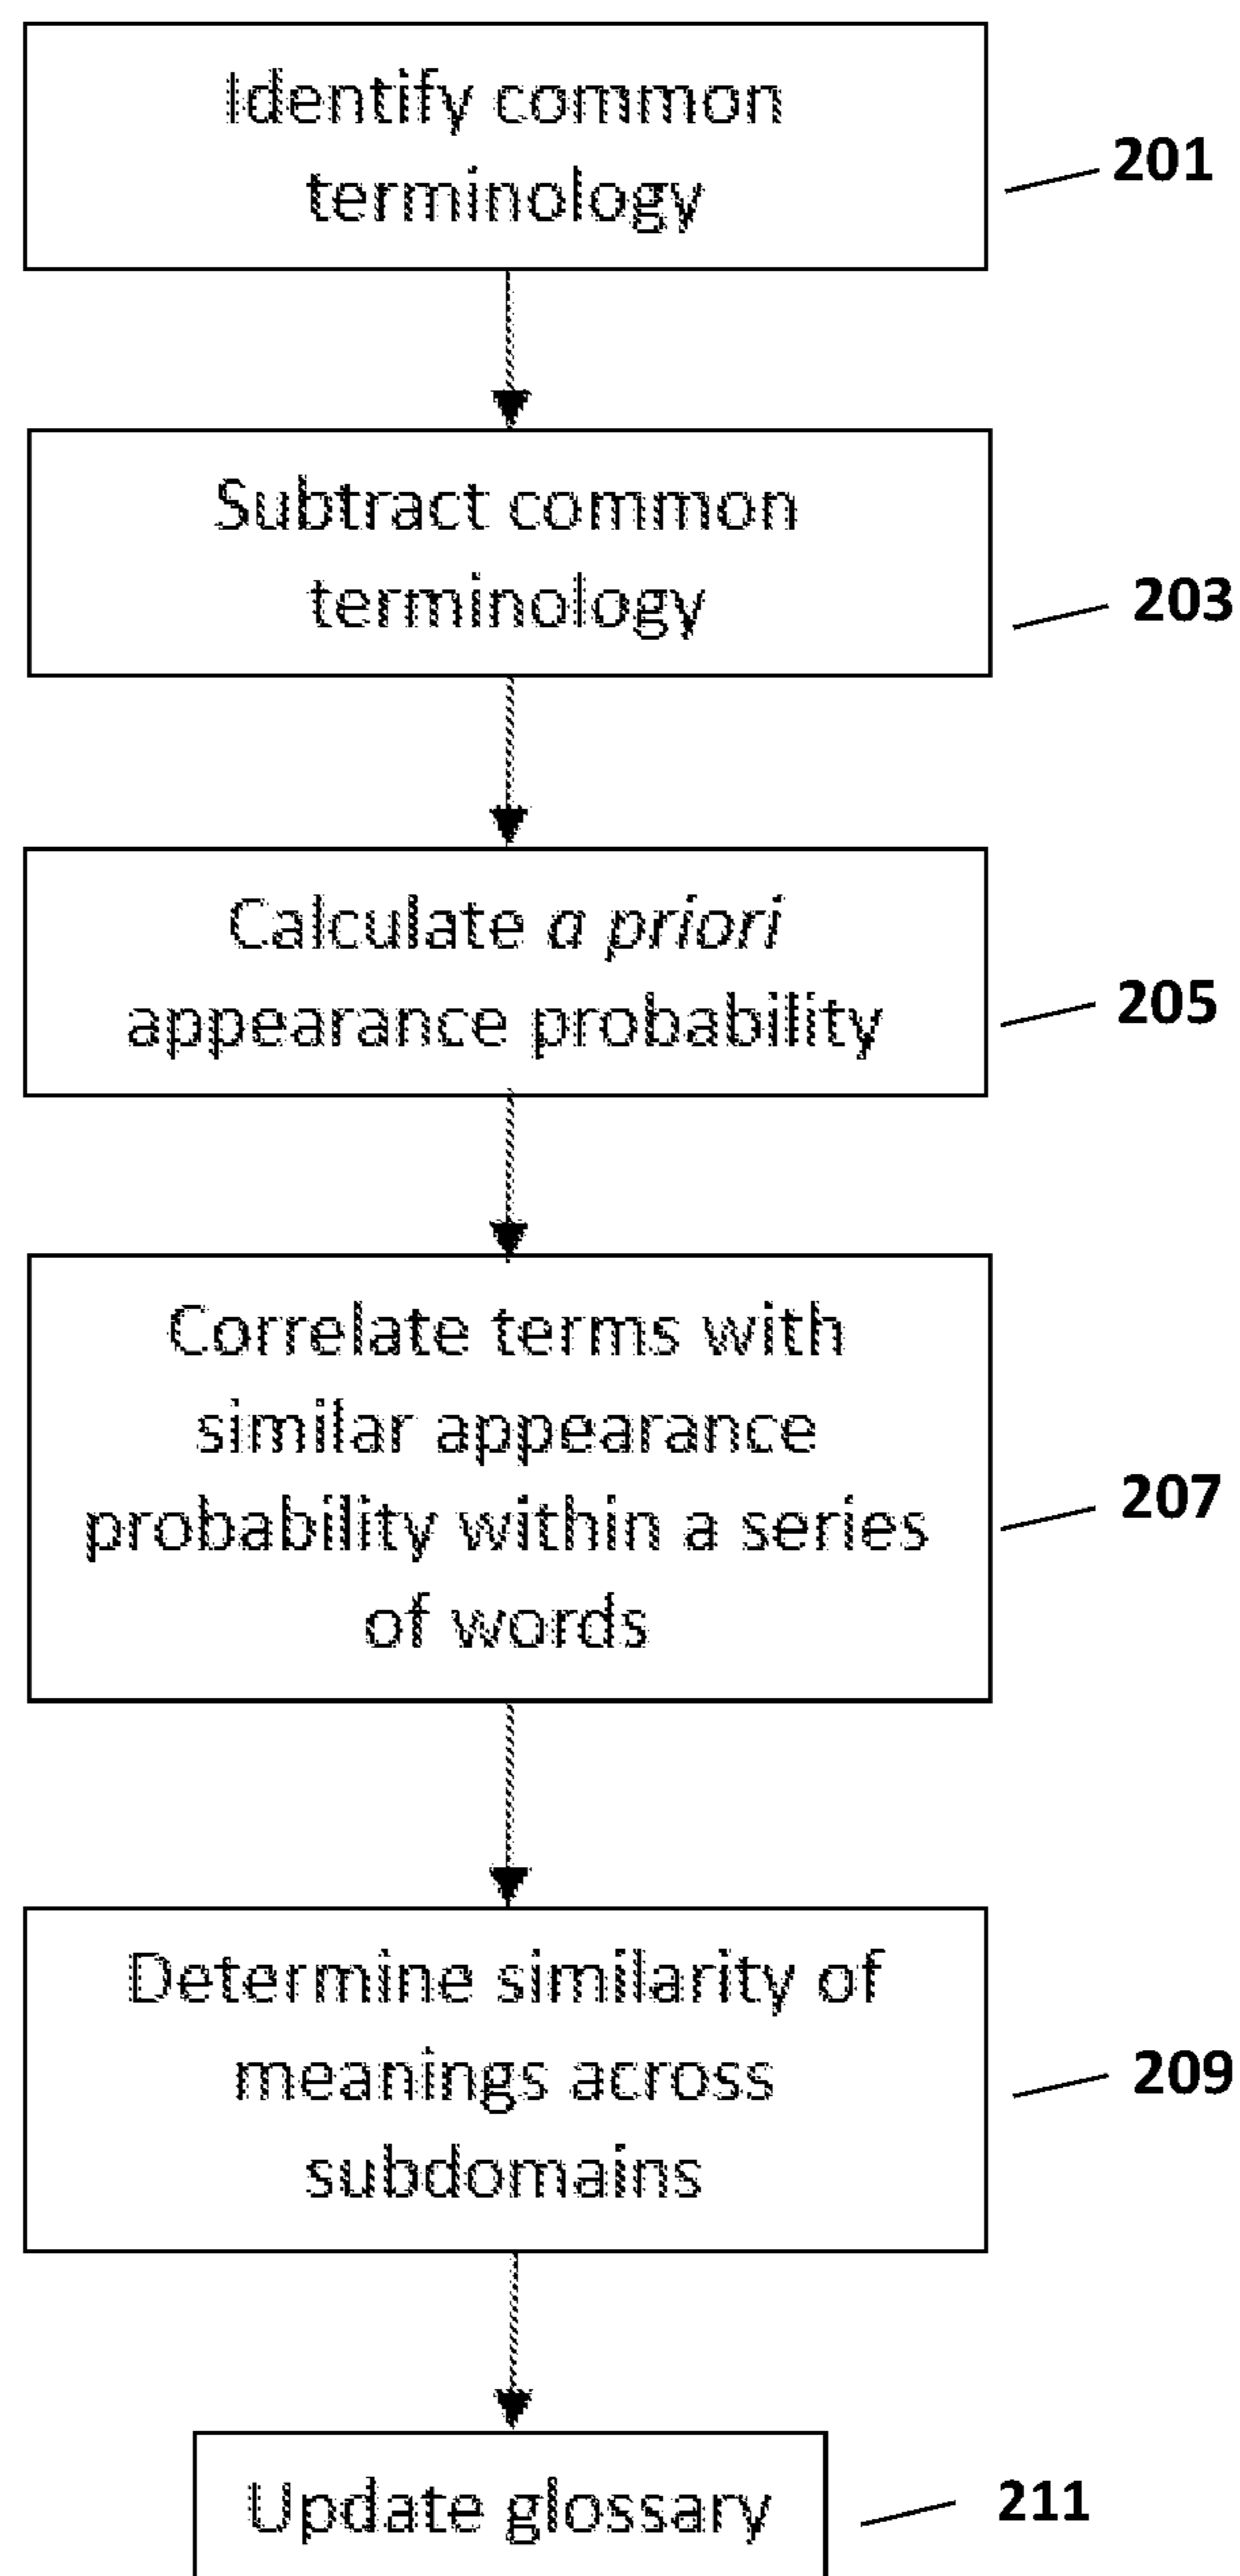 Identify common
terminology
201
Subtract common
terminology
203
Calculate a priori
appearance probability
205
Correlate terms with
similar appearance
probability within a series
of words
207
Determine similarity of
meanings across
subdomains
209
Update glossary
211